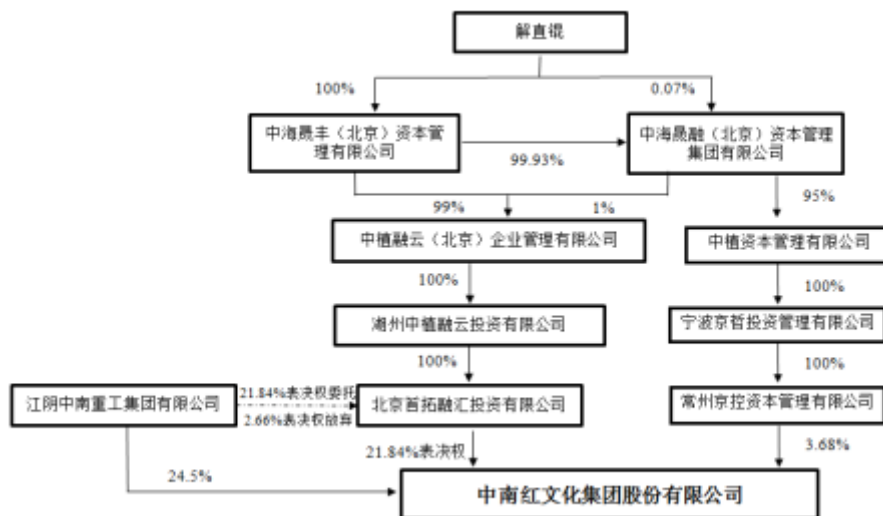 解直锟
100%
0.07%
中海晟丰（北京）资本管
理有限公司
中海晟融（北京）资本管理
集团有限公司
99.93%
99%
1%
95%
中植融云（北京）企业管理有限公司
中植资本管理有限公司
100%
100%
湖州中植融云投资有限公司
宁波京哲投资管理有限公司
100%
100%
江阴中南重工集团有限公司
21.84%表决权委托
2.66%表决权放弃
北京首拓融汇投资有限公司
常州京控资本管理有限公司
21.84%表决权
3.68%
24.5%
中南红文化集团股份有限公司